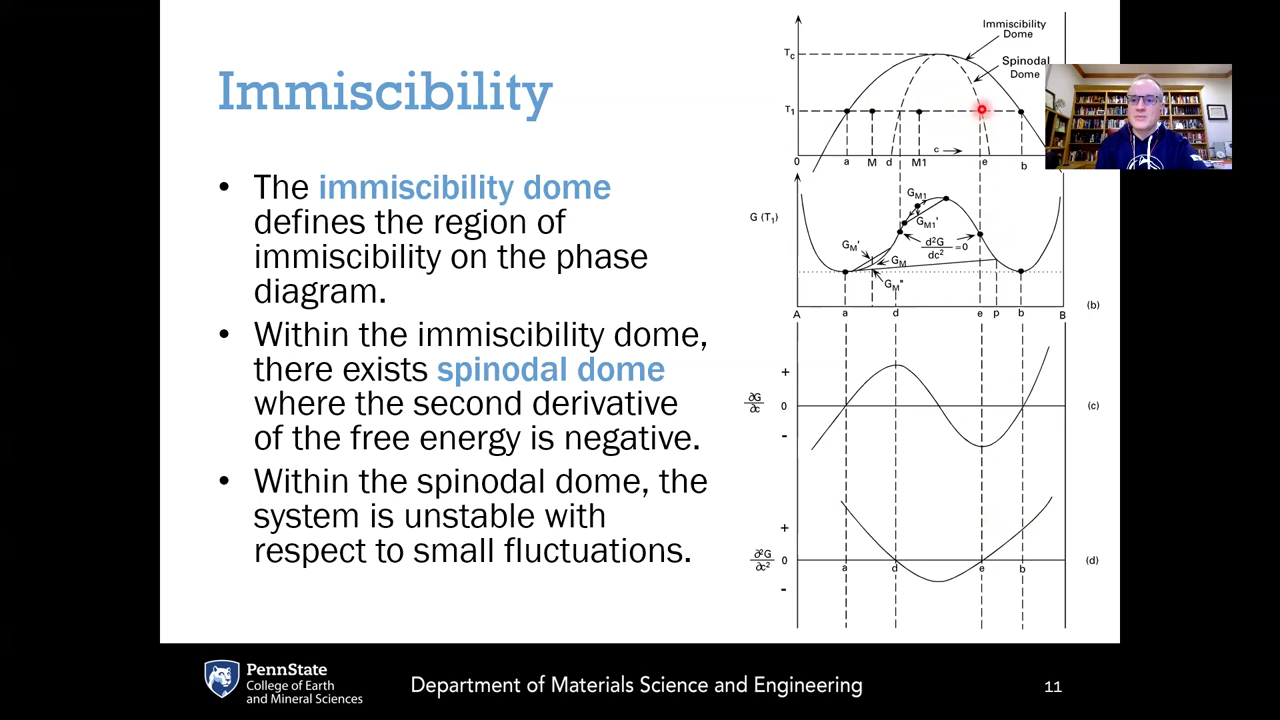 Immiscibility
• The immiscibility dome
defines the region of
immiscibility on the phase
diagram.
• Within the immiscibility dome,
there exists spinodal dome
where the second derivative
of the free energy is negative.
• Within the spinodal dome, the
system is unstable with
respect to small fluctuations.
Immiscibility
Dome
Spinodal
Dome
Tc
T1
0 a M d M1 c e b
G (T1)
GM1
GM1'
d²G
dc² =0
GM'
GM
GM"
(b)
A a d e p b B
+
∂G
∂c 0 (c)
-
+
∂²G
∂c² 0 a d e b (d)
-
PennState
College of Earth
and Mineral Sciences
Department of Materials Science and Engineering
11